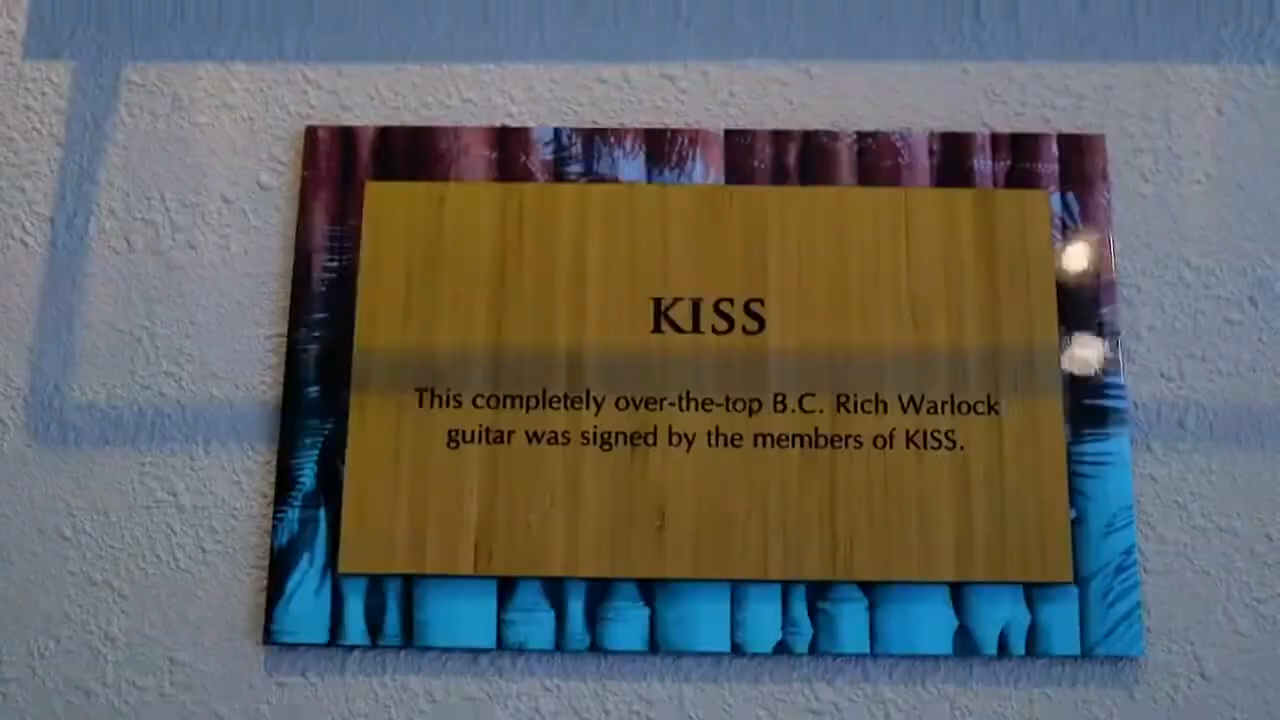 KISS
This completely over-the-top B.C. Rich Warlock
guitar was signed by the members of KISS.